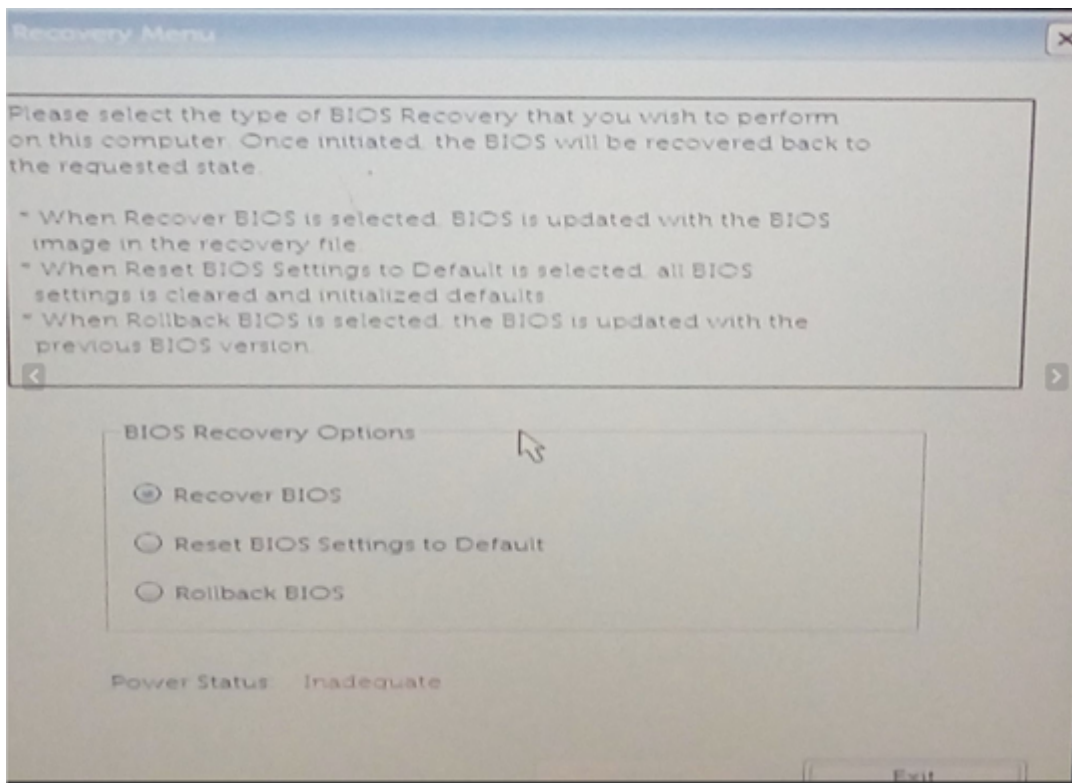 Recovery Menu
Please select the type of BIOS Recovery that you wish to perform
on this computer. Once initiated, the BIOS will be recovered back to
the requested state.
* When Recover BIOS is selected, BIOS is updated with the BIOS
image in the recovery file.
* When Reset BIOS Settings to Default is selected, all BIOS
settings is cleared and initialized defaults
* When Rollback BIOS is selected, the BIOS is updated with the
previous BIOS version.
BIOS Recovery Options
Recover BIOS
Reset BIOS Settings to Default
Rollback BIOS
Power Status: Inadequate
Exit